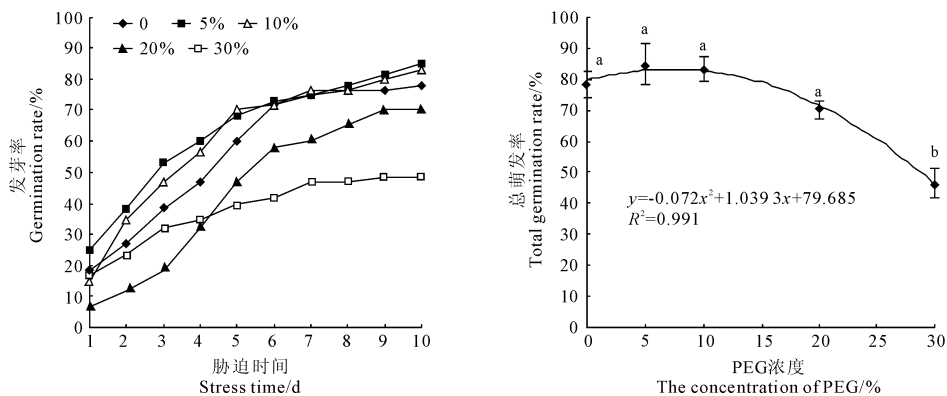 0 5% 10%
20% 30%
100
90
80
70
60
50
40
30
20
10
0
1 2 3 4 5 6 7 8 9 10
发芽率
Germination rate/%
胁迫时间
Stress time/d
100
90
80
70
60
50
40
30
20
10
0
0 5 10 15 20 25 30
总萌发率
Total germination rate/%
a
a
a
a
b
y=-0.072x²+1.039 3x+79.685
R²=0.991
PEG浓度
The concentration of PEG/%